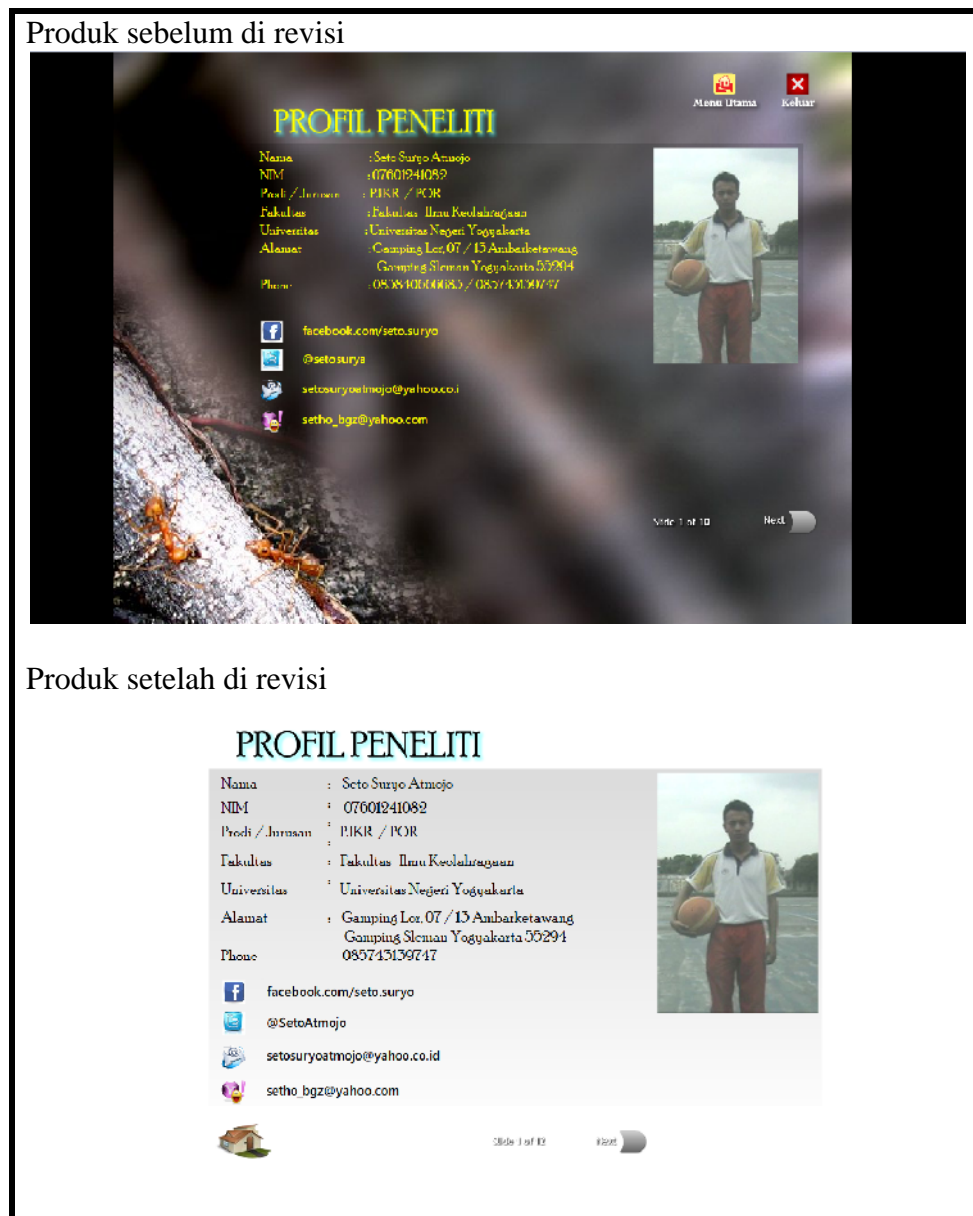 Produk sebelum di revisi
Menu Utama Keluar
PROFIL PENELITI
Nama : Seto Suryo Atmojo
NIM : 07601241082
Prodi / Jurusan : PJKR / POR
Fakultas : Fakultas Ilmu Keolahragaan
Universitas : Universitas Negeri Yogyakarta
Alamat : Gamping Lor, 07 / 13 Ambarketawang
Gamping Sleman Yogyakarta 55294
Phone : / 085743139747
facebook.com/seto.suryo
@setosurya
setosuryoatmojo@yahoo.co.i
setho_bgz@yahoo.com
Slide 1 of 10 Next
Produk setelah di revisi
PROFIL PENELITI
Nama : Seto Suryo Atmojo
NIM : 07601241082
Prodi / Jurusan : PJKR / POR
:
Fakultas : Fakultas Ilmu Keolahragaan
Universitas : Universitas Negeri Yogyakarta
Alamat : Gamping Lor, 07 / 13 Ambarketawang
Gamping Sleman Yogyakarta 55294
Phone 085743139747
facebook.com/seto.suryo
@SetoAtmojo
setosuryoatmojo@yahoo.co.id
setho_bgz@yahoo.com
Slide 1 of 12 Next